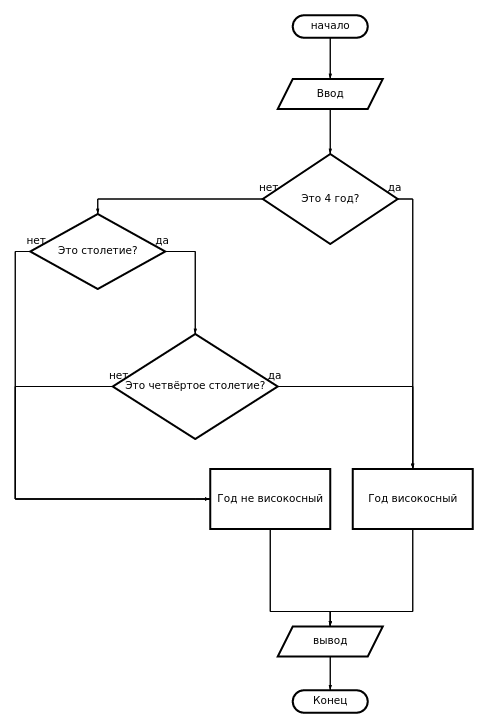 начало
Ввод
нет
да
Это 4 год?
нет
да
Это столетие?
нет
да
Это четвёртое столетие?
Год не високосный
Год високосный
вывод
Конец